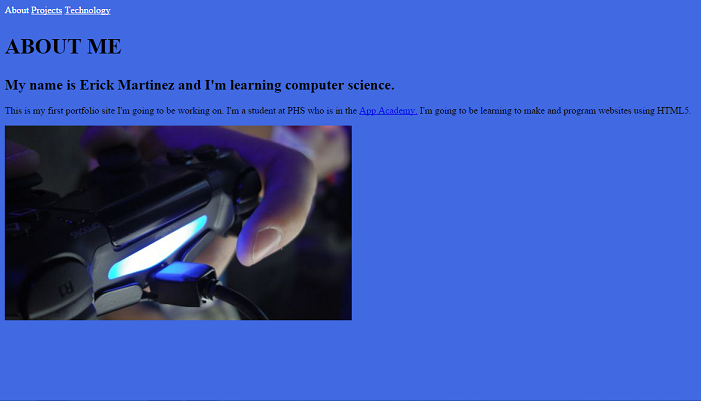 About Projects Technology
ABOUT ME
My name is Erick Martinez and I'm learning computer science.
This is my first portfolio site I'm going to be working on. I'm a student at PHS who is in the App Academy. I'm going to be learning to make and program websites using HTML5.
R1